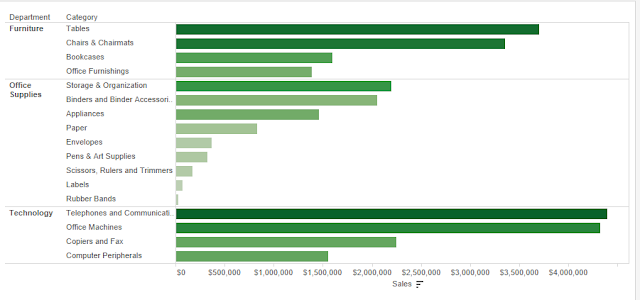 Department Category
Furniture Tables
Chairs & Chairmats
Bookcases
Office Furnishings
Office Supplies Storage & Organization
Binders and Binder Accessori..
Appliances
Paper
Envelopes
Pens & Art Supplies
Scissors, Rulers and Trimmers
Labels
Rubber Bands
Technology Telephones and Communicati..
Office Machines
Copiers and Fax
Computer Peripherals
$0 $500,000 $1,000,000 $1,500,000 $2,000,000 $2,500,000 $3,000,000 $3,500,000 $4,000,000
Sales